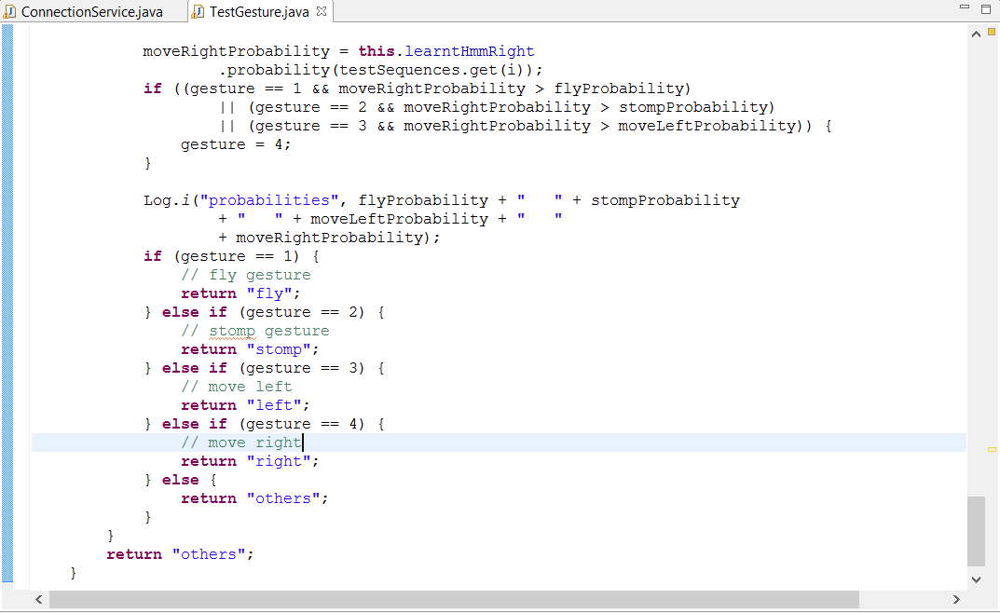 ConnectionService.java TestGesture.java
moveRightProbability = this.learntHmmRight
.probability(testSequences.get(i));
if ((gesture == 1 && moveRightProbability > flyProbability)
|| (gesture == 2 && moveRightProbability > stompProbability)
|| (gesture == 3 && moveRightProbability > moveLeftProbability)) {
gesture = 4;
}
Log.i("probabilities", flyProbability + "   " + stompProbability
+ "   " + moveLeftProbability + "   "
+ moveRightProbability);
if (gesture == 1) {
// fly gesture
return "fly";
} else if (gesture == 2) {
// stomp gesture
return "stomp";
} else if (gesture == 3) {
// move left
return "left";
} else if (gesture == 4) {
// move right
return "right";
} else {
return "others";
}
}
return "others";
}